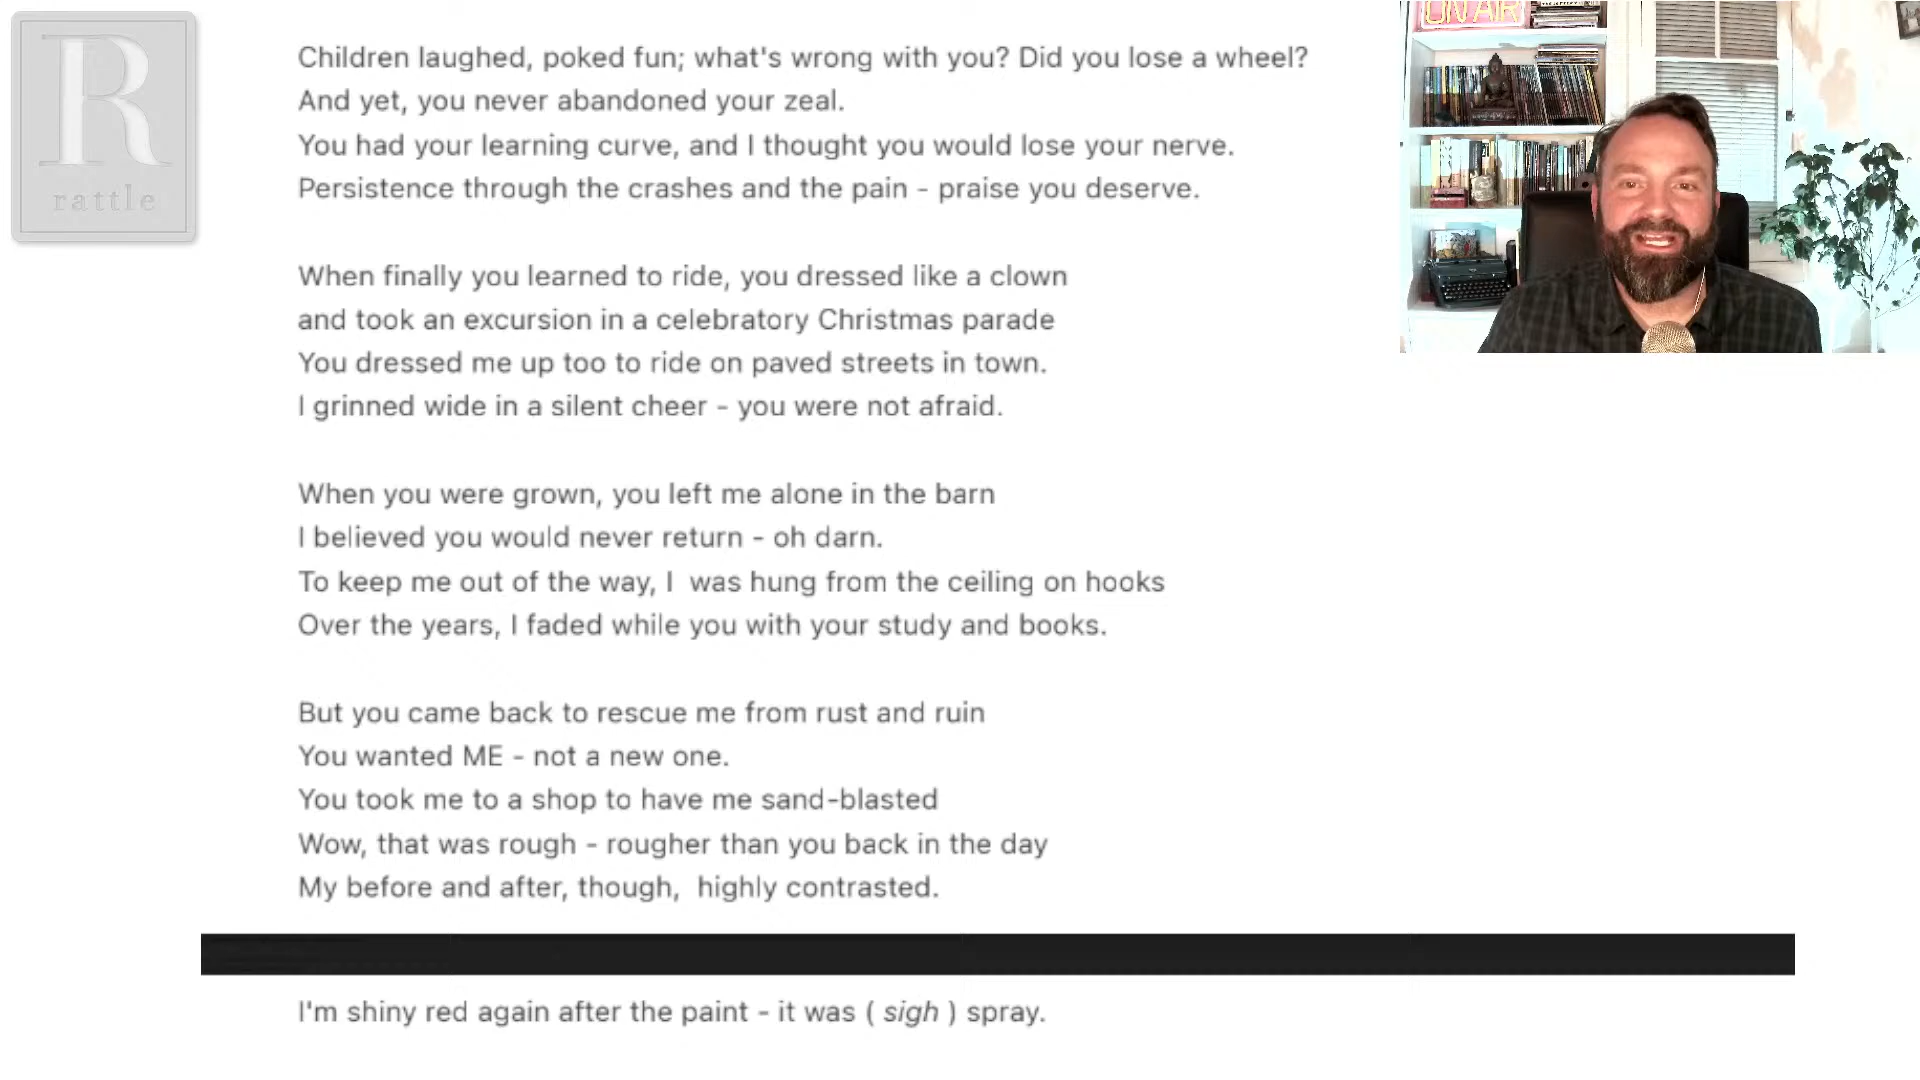 R
rattle
ON AIR
Children laughed, poked fun; what's wrong with you? Did you lose a wheel?
And yet, you never abandoned your zeal.
You had your learning curve, and I thought you would lose your nerve.
Persistence through the crashes and the pain - praise you deserve.
When finally you learned to ride, you dressed like a clown
and took an excursion in a celebratory Christmas parade
You dressed me up too to ride on paved streets in town.
I grinned wide in a silent cheer - you were not afraid.
When you were grown, you left me alone in the barn
I believed you would never return - oh darn.
To keep me out of the way, I  was hung from the ceiling on hooks
Over the years, I faded while you with your study and books.
But you came back to rescue me from rust and ruin
You wanted ME - not a new one.
You took me to a shop to have me sand-blasted
Wow, that was rough - rougher than you back in the day
My before and after, though,  highly contrasted.
I'm shiny red again after the paint - it was ( sigh ) spray.